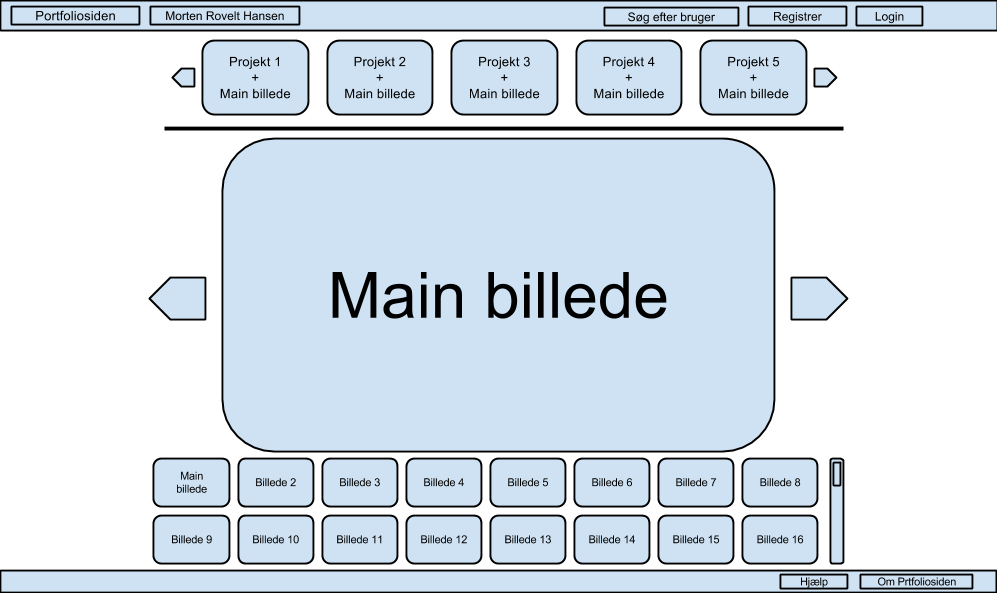 Portfoliosiden
Morten Rovelt Hansen
Søg efter bruger
Registrer
Login
Projekt 1
+
Main billede
Projekt 2
+
Main billede
Projekt 3
+
Main billede
Projekt 4
+
Main billede
Projekt 5
+
Main billede
Main billede
Main
billede
Billede 2
Billede 3
Billede 4
Billede 5
Billede 6
Billede 7
Billede 8
Billede 9
Billede 10
Billede 11
Billede 12
Billede 13
Billede 14
Billede 15
Billede 16
Hjælp
Om Prtfoliosiden